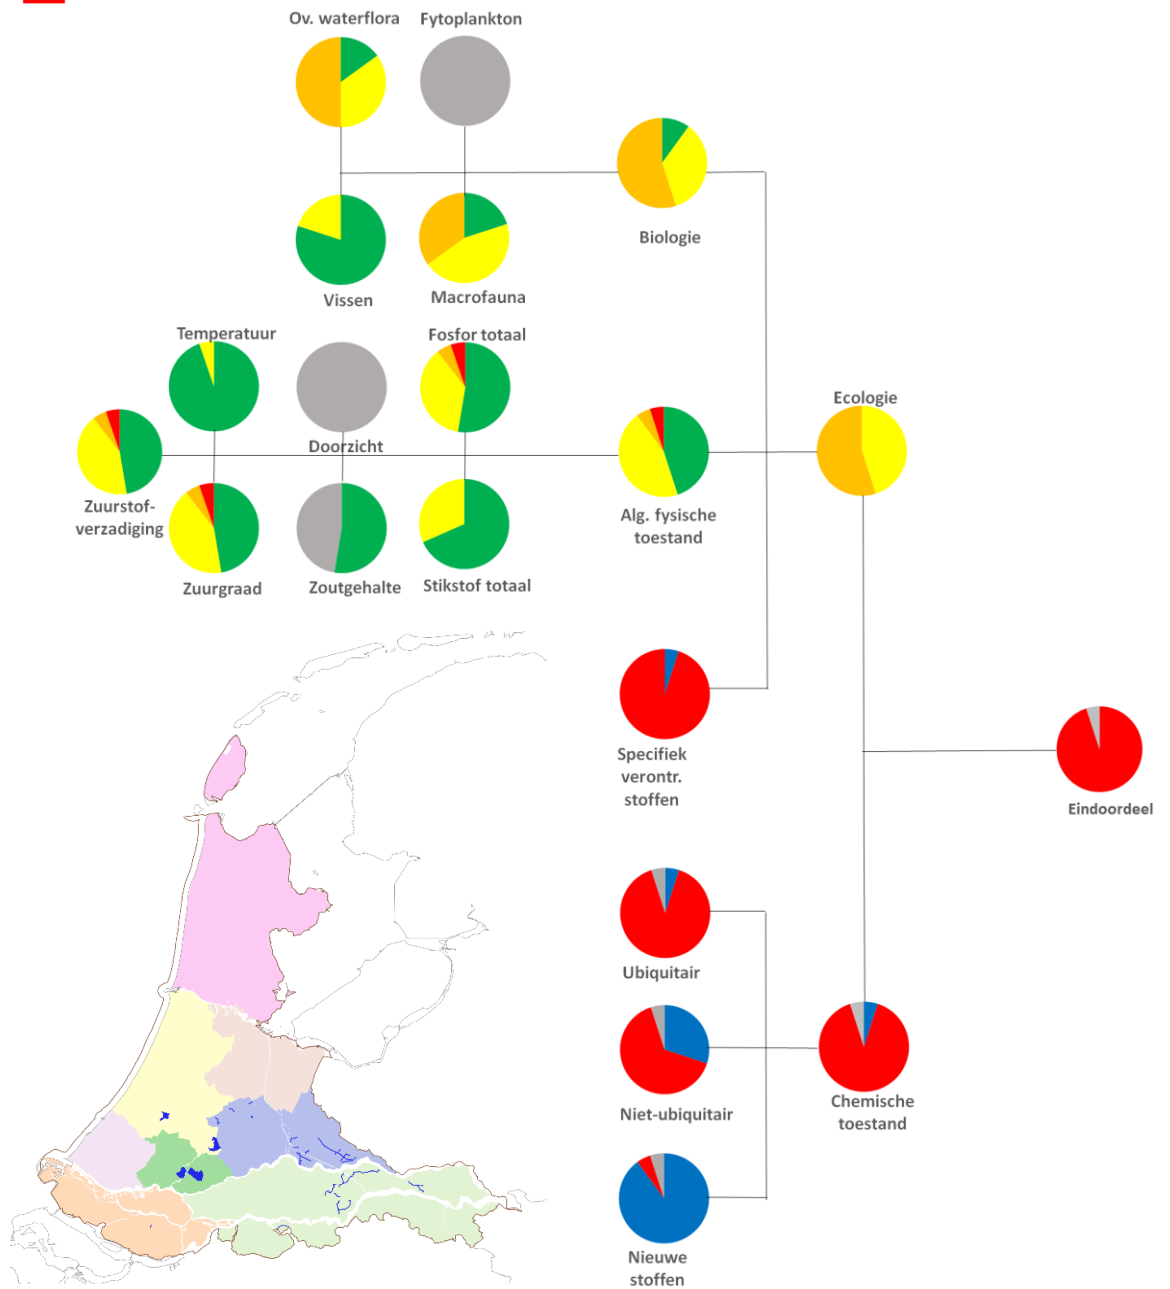 Ov. waterflora
Fytoplankton
Biologie
Vissen
Macrofauna
Temperatuur
Fosfor totaal
Doorzicht
Ecologie
Zuurstof-
verzadiging
Alg. fysische
toestand
Zuurgraad
Zoutgehalte
Stikstof totaal
Specifiek
verontr.
stoffen
Eindoordeel
Ubiquitair
Niet-ubiquitair
Chemische
toestand
Nieuwe
stoffen